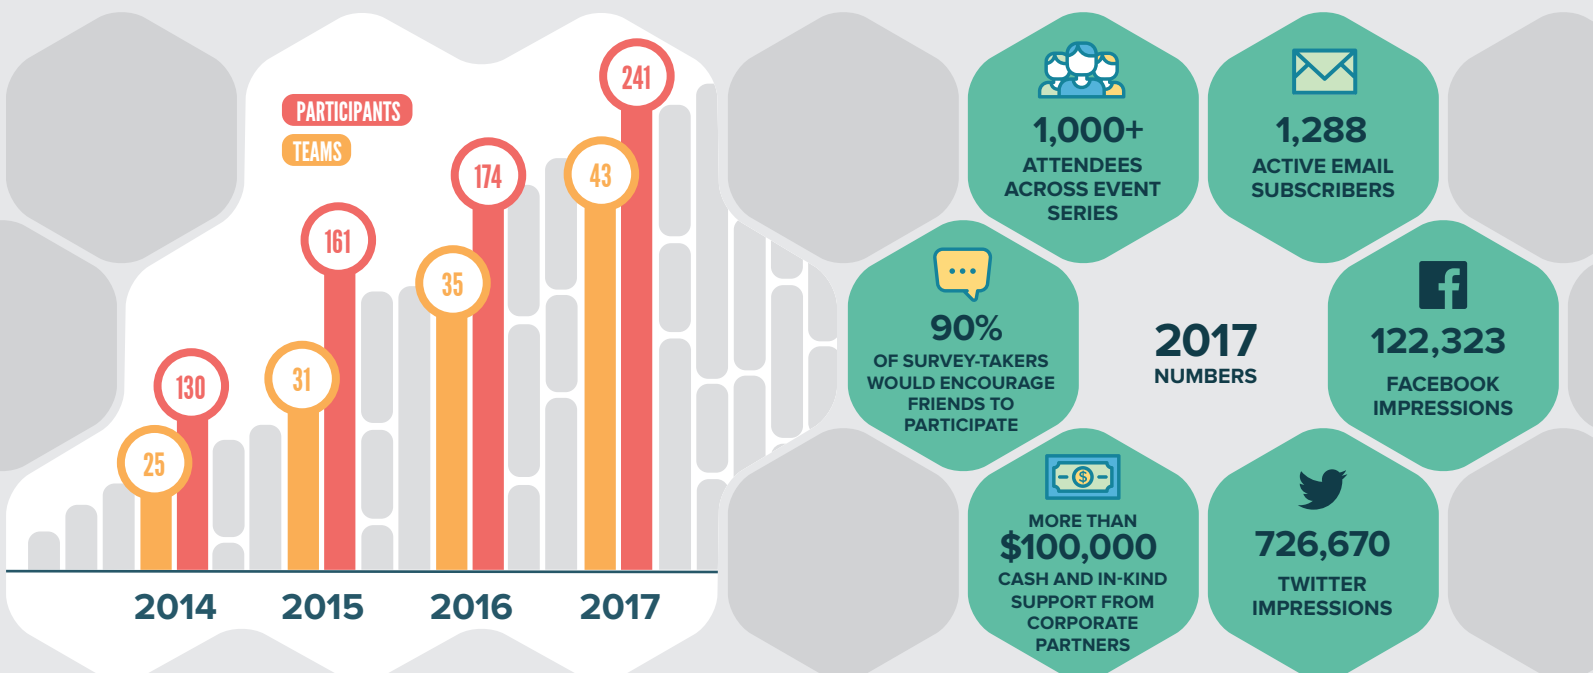 PARTICIPANTS
TEAMS
25
130
31
161
35
174
43
241
2014
2015
2016
2017
1,000+
ATTENDEES
ACROSS EVENT
SERIES
1,288
ACTIVE EMAIL
SUBSCRIBERS
90%
OF SURVEY-TAKERS
WOULD ENCOURAGE
FRIENDS TO
PARTICIPATE
2017
NUMBERS
122,323
FACEBOOK
IMPRESSIONS
$
MORE THAN
$100,000
CASH AND IN-KIND
SUPPORT FROM
CORPORATE
PARTNERS
726,670
TWITTER
IMPRESSIONS